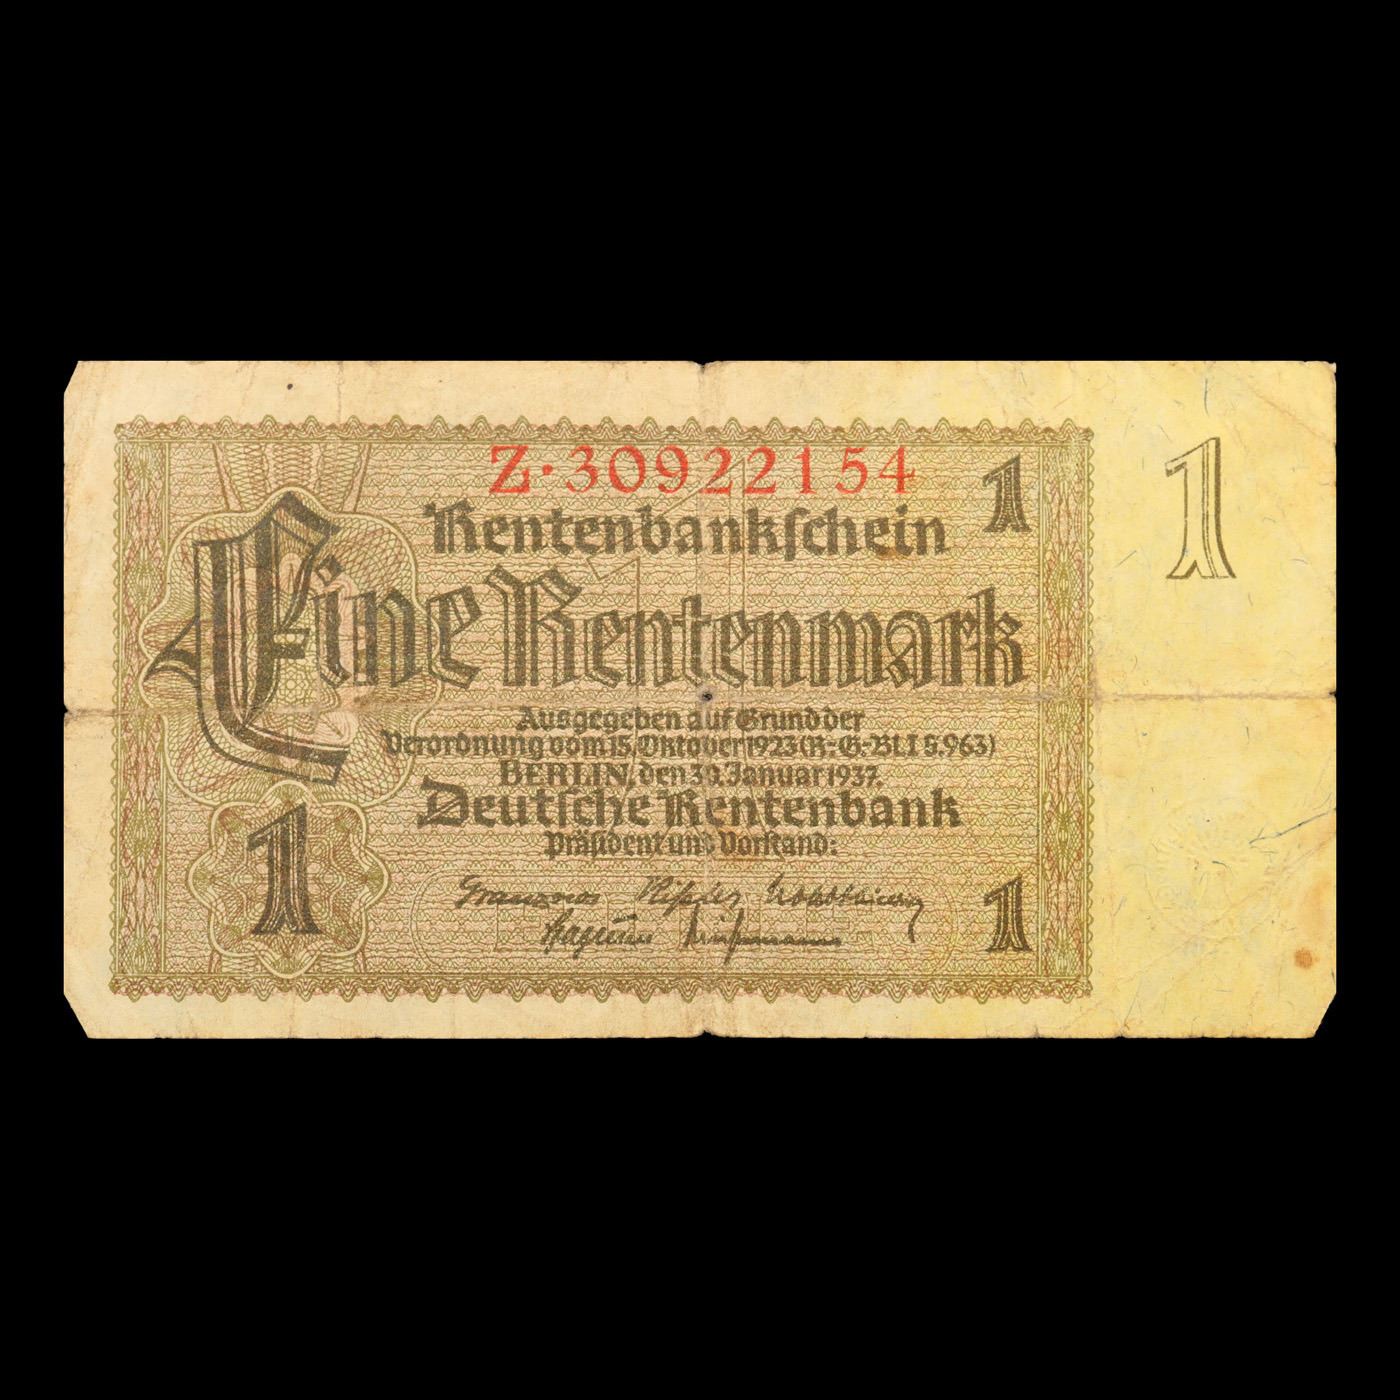 Z·30922154
1
1
Rentenbankschein
Eine Rentenmark
Ausgegeben auf Grund der
Verordnung vom 15. Oktober 1923 (R.-G.-Bl. I S. 963)
BERLIN, den 30. Januar 1937.
Deutsche Rentenbank
Präsident und Vorstand:
1
1